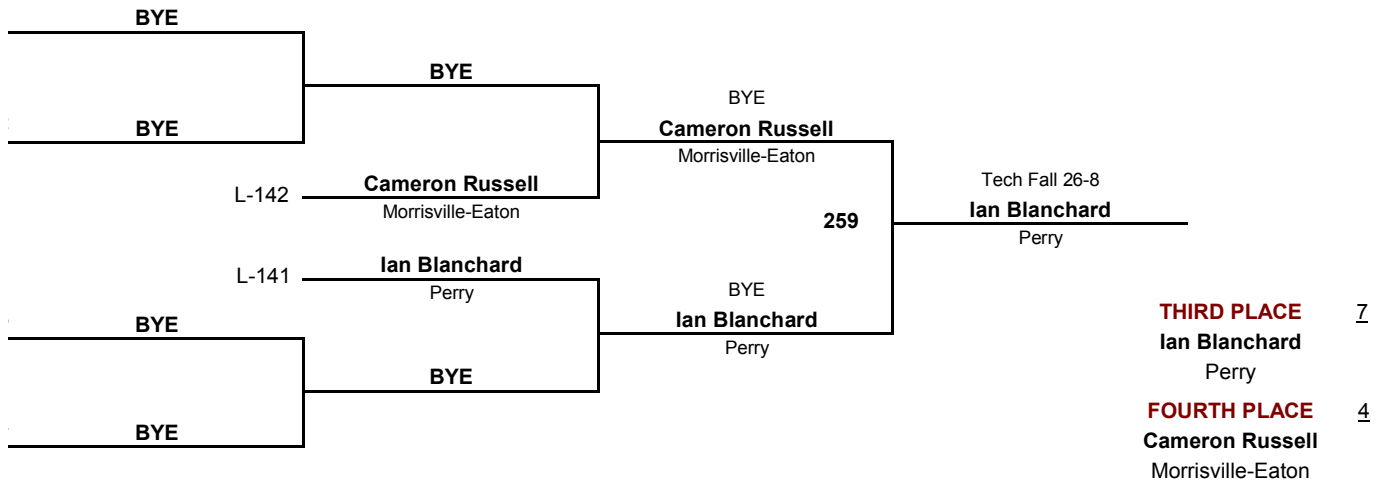 BYE
BYE
BYE
BYE
Cameron Russell
Morrisville-Eaton
L-142
Cameron Russell
Morrisville-Eaton
Tech Fall 26-8
Ian Blanchard
Perry
259
L-141
Ian Blanchard
Perry
BYE
Ian Blanchard
Perry
BYE
BYE
BYE
THIRD PLACE 7
Ian Blanchard
Perry
FOURTH PLACE 4
Cameron Russell
Morrisville-Eaton